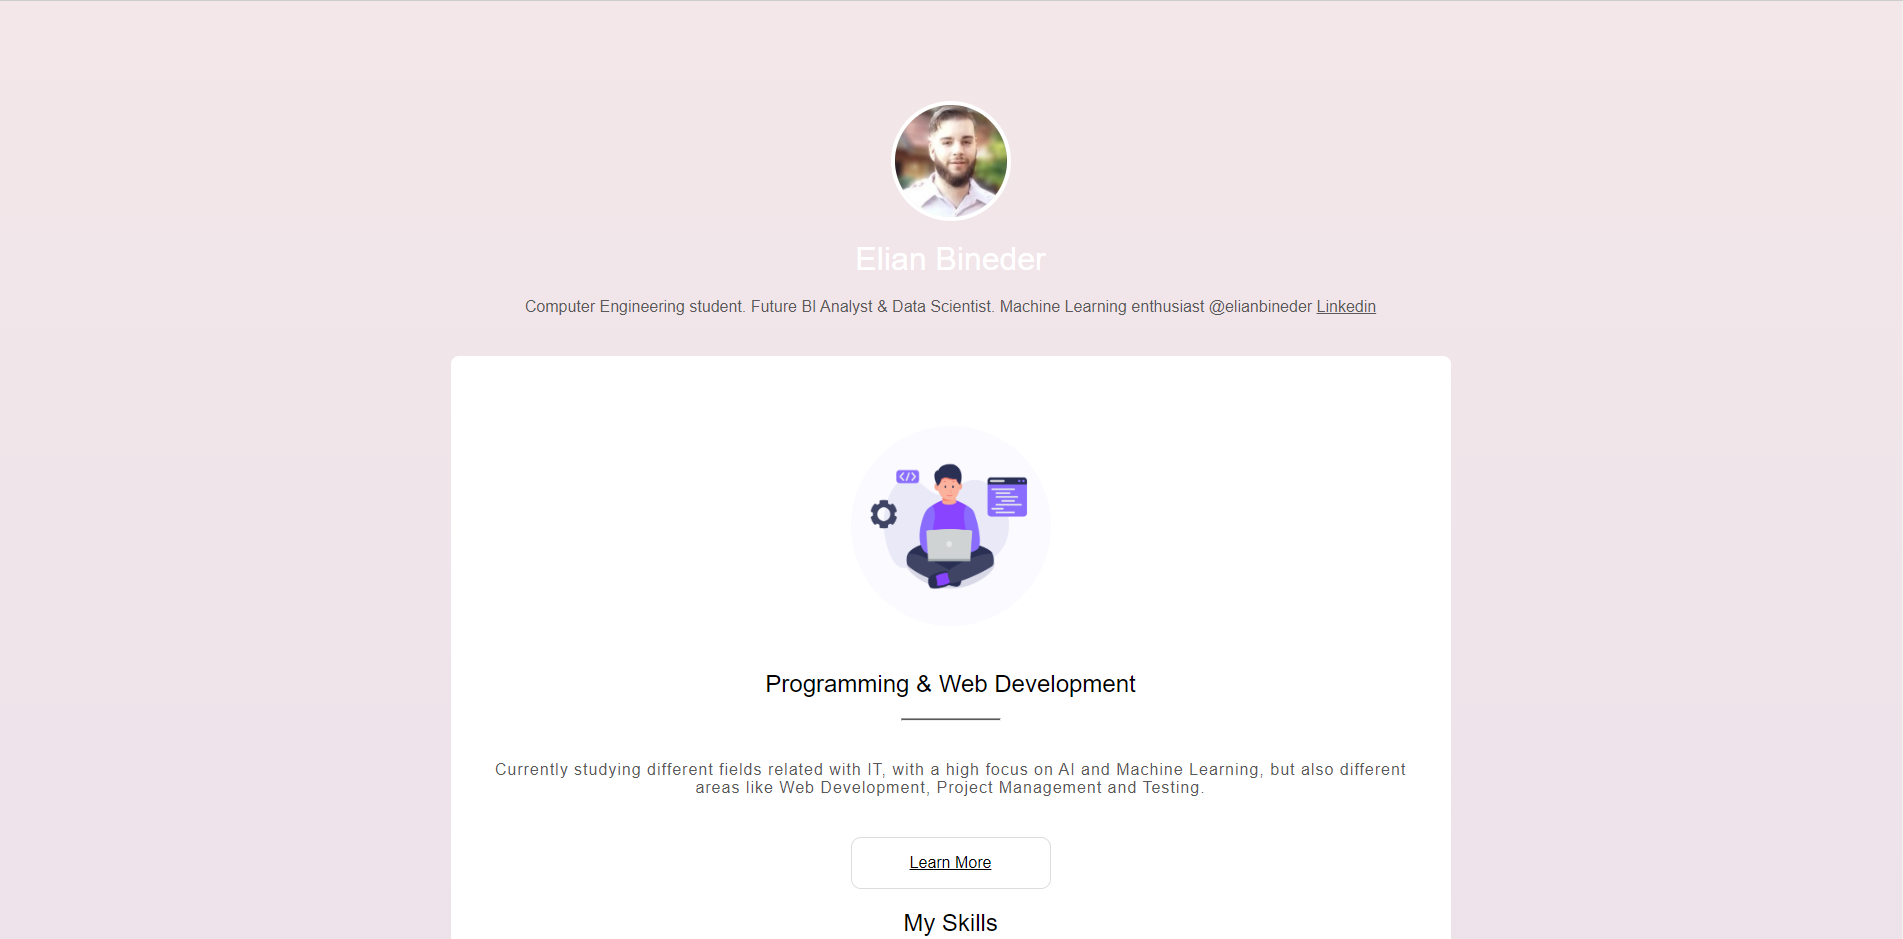 Elian Bineder
Computer Engineering student. Future BI Analyst & Data Scientist. Machine Learning enthusiast @elianbineder Linkedin
</>
Programming & Web Development
Currently studying different fields related with IT, with a high focus on AI and Machine Learning, but also different
areas like Web Development, Project Management and Testing.
Learn More
My Skills